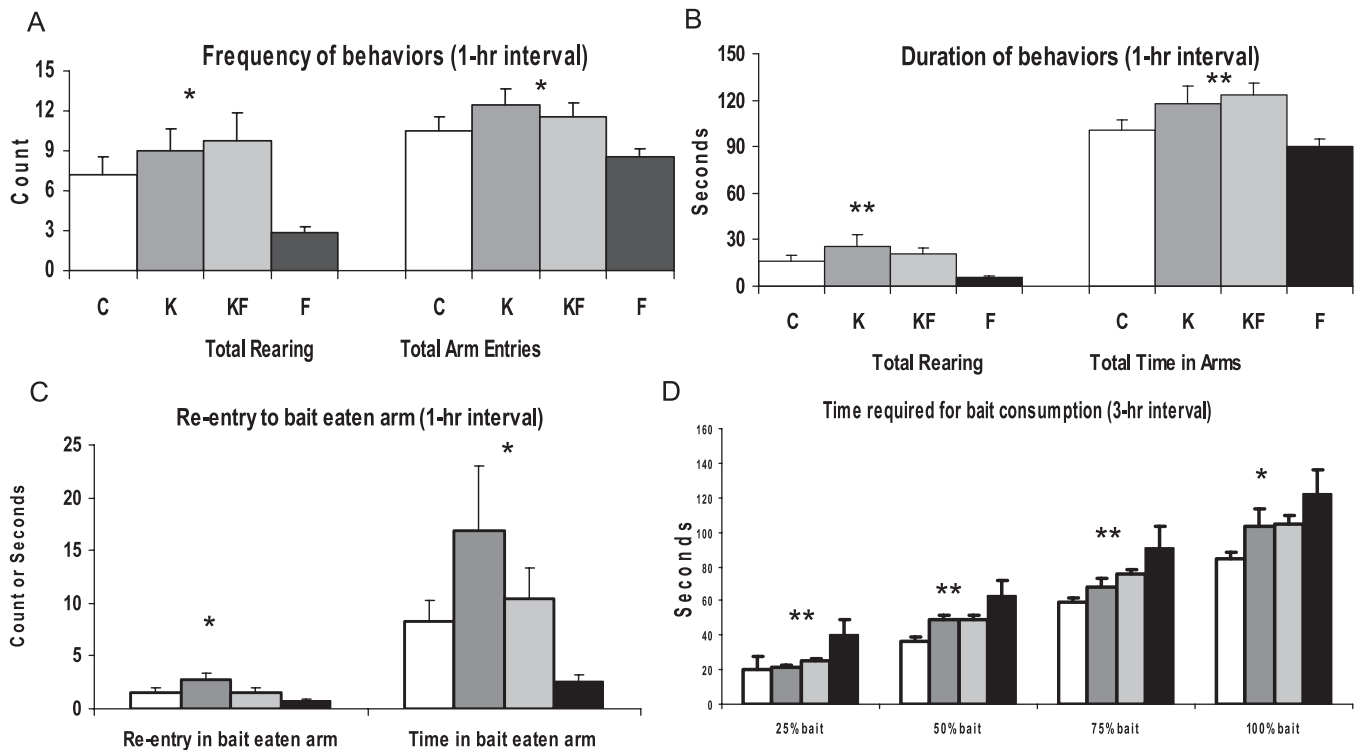 A
Frequency of behaviors (1-hr interval)
15
12
9
6
3
0
Count
*
*
C K KF F C K KF F
Total Rearing Total Arm Entries
B
Duration of behaviors (1-hr interval)
150
120
90
60
30
0
Seconds
**
**
C K KF F C K KF F
Total Rearing Total Time in Arms
C
Re-entry to bait eaten arm (1-hr interval)
25
20
15
10
5
0
Count or Seconds
*
*
Re-entry in bait eaten arm Time in bait eaten arm
D
Time required for bait consumption (3-hr interval)
160
140
120
100
80
60
40
20
0
Seconds
**
**
**
*
25% bait 50% bait 75% bait 100% bait